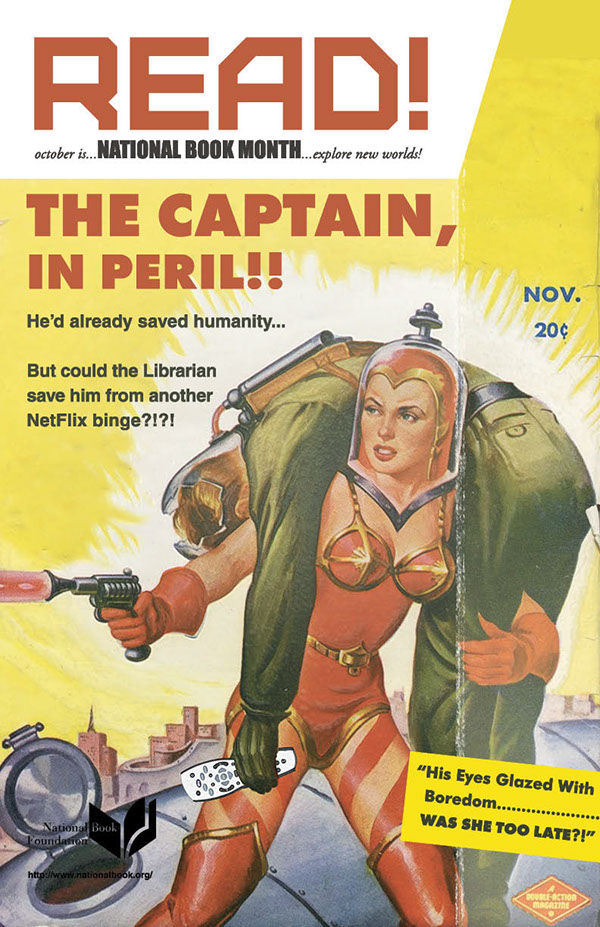 READ!
october is...NATIONAL BOOK MONTH...explore new worlds!
THE CAPTAIN,
IN PERIL!!
NOV.
20¢
He'd already saved humanity...
But could the Librarian
save him from another
NetFlix binge?!?!
"His Eyes Glazed With
Boredom......................
WAS SHE TOO LATE?!"
National Book
Foundation
http://www.nationalbook.org/
A
DOUBLE-ACTION
MAGAZINE